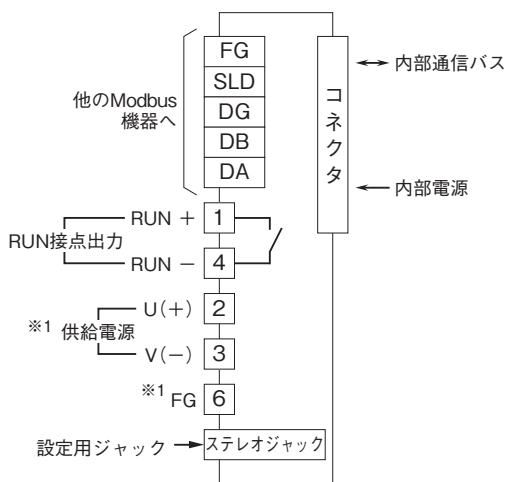 FG
SLD
DG
DB
DA
他のModbus
機器へ
コネクタ
内部通信バス
内部電源
RUN +
1
RUN接点出力
RUN −
4
U(+)
2
※1 供給電源
V(−)
3
※1 FG
6
設定用ジャック
ステレオジャック